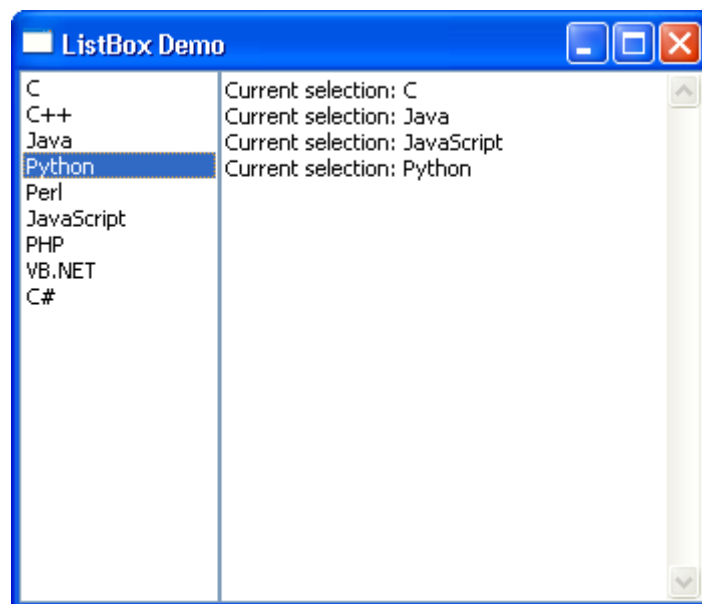 ListBox Demo
C
C++
Java
Python
Perl
JavaScript
PHP
VB.NET
C#
Current selection: C
Current selection: Java
Current selection: JavaScript
Current selection: Python